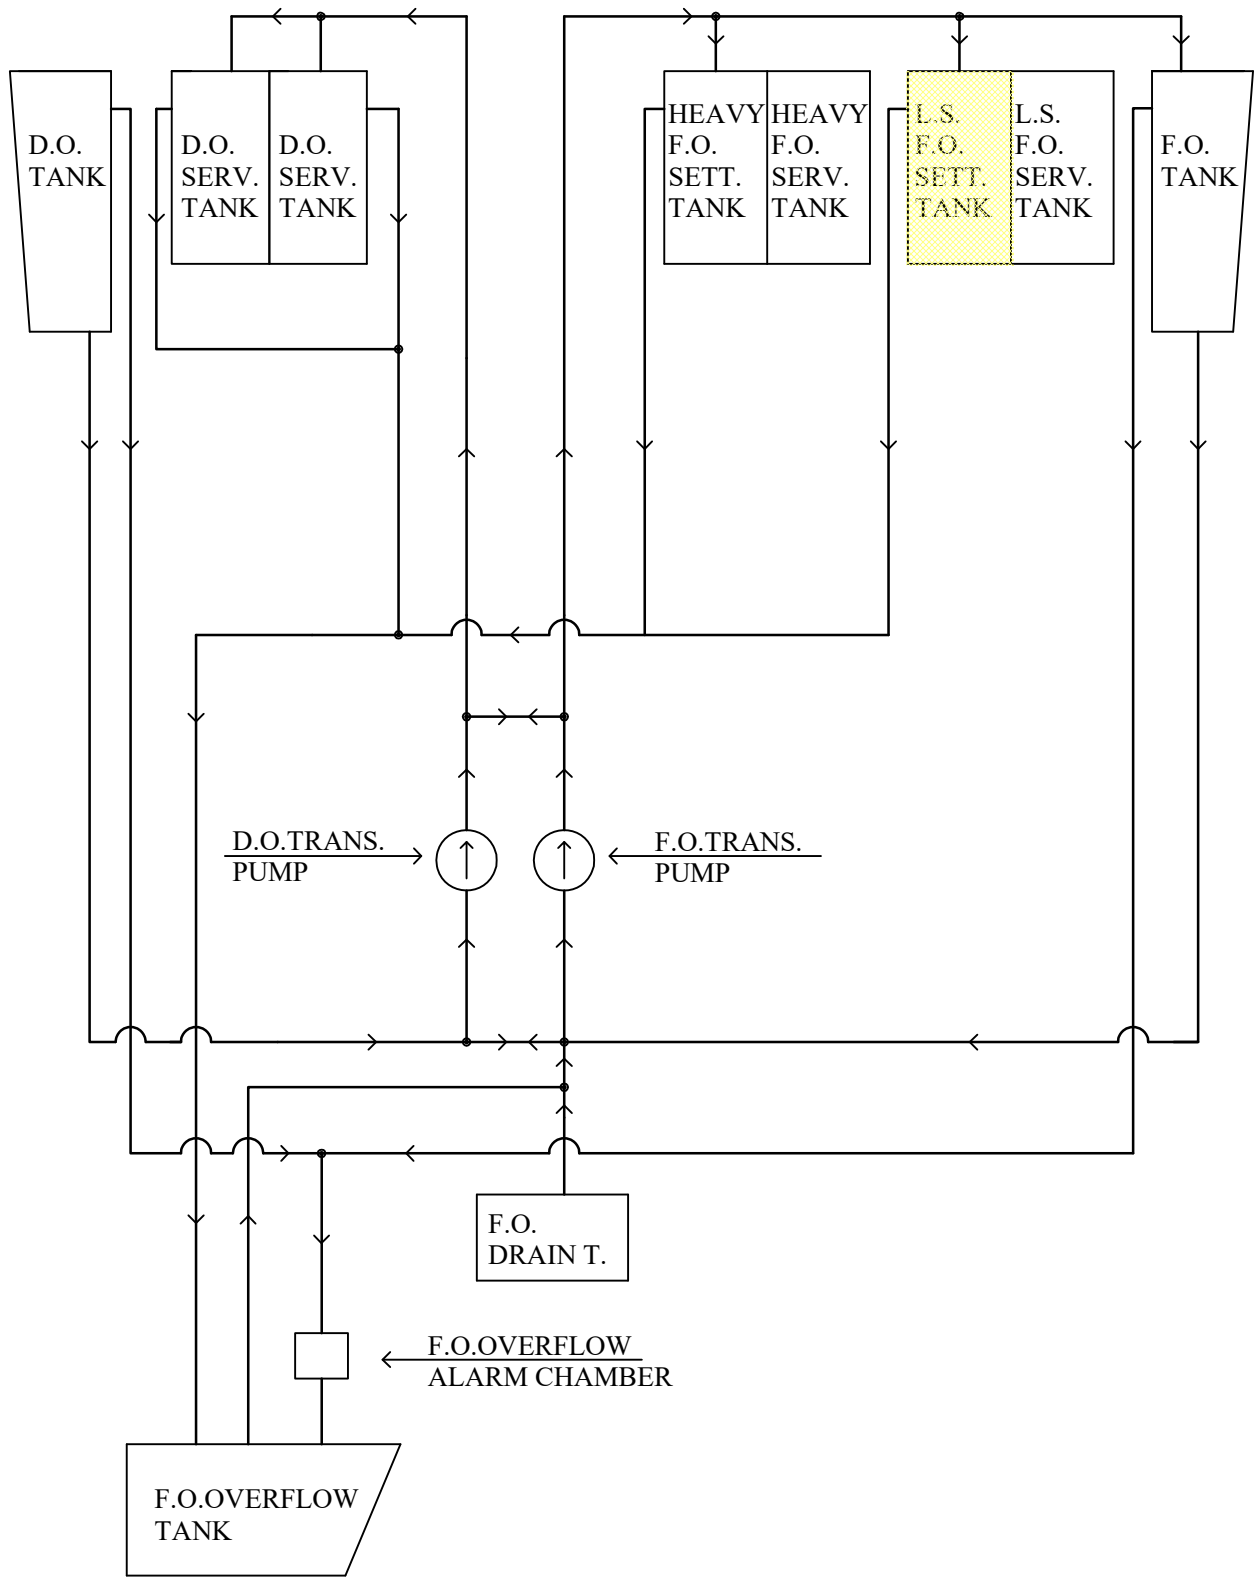 D.O.
TANK
D.O.
SERV.
TANK
D.O.
SERV.
TANK
HEAVY
F.O.
SETT.
TANK
HEAVY
F.O.
SERV.
TANK
L.S.
F.O.
SETT.
TANK
L.S.
F.O.
SERV.
TANK
F.O.
TANK
D.O.TRANS.
PUMP
F.O.TRANS.
PUMP
F.O.
DRAIN T.
F.O.OVERFLOW
ALARM CHAMBER
F.O.OVERFLOW
TANK